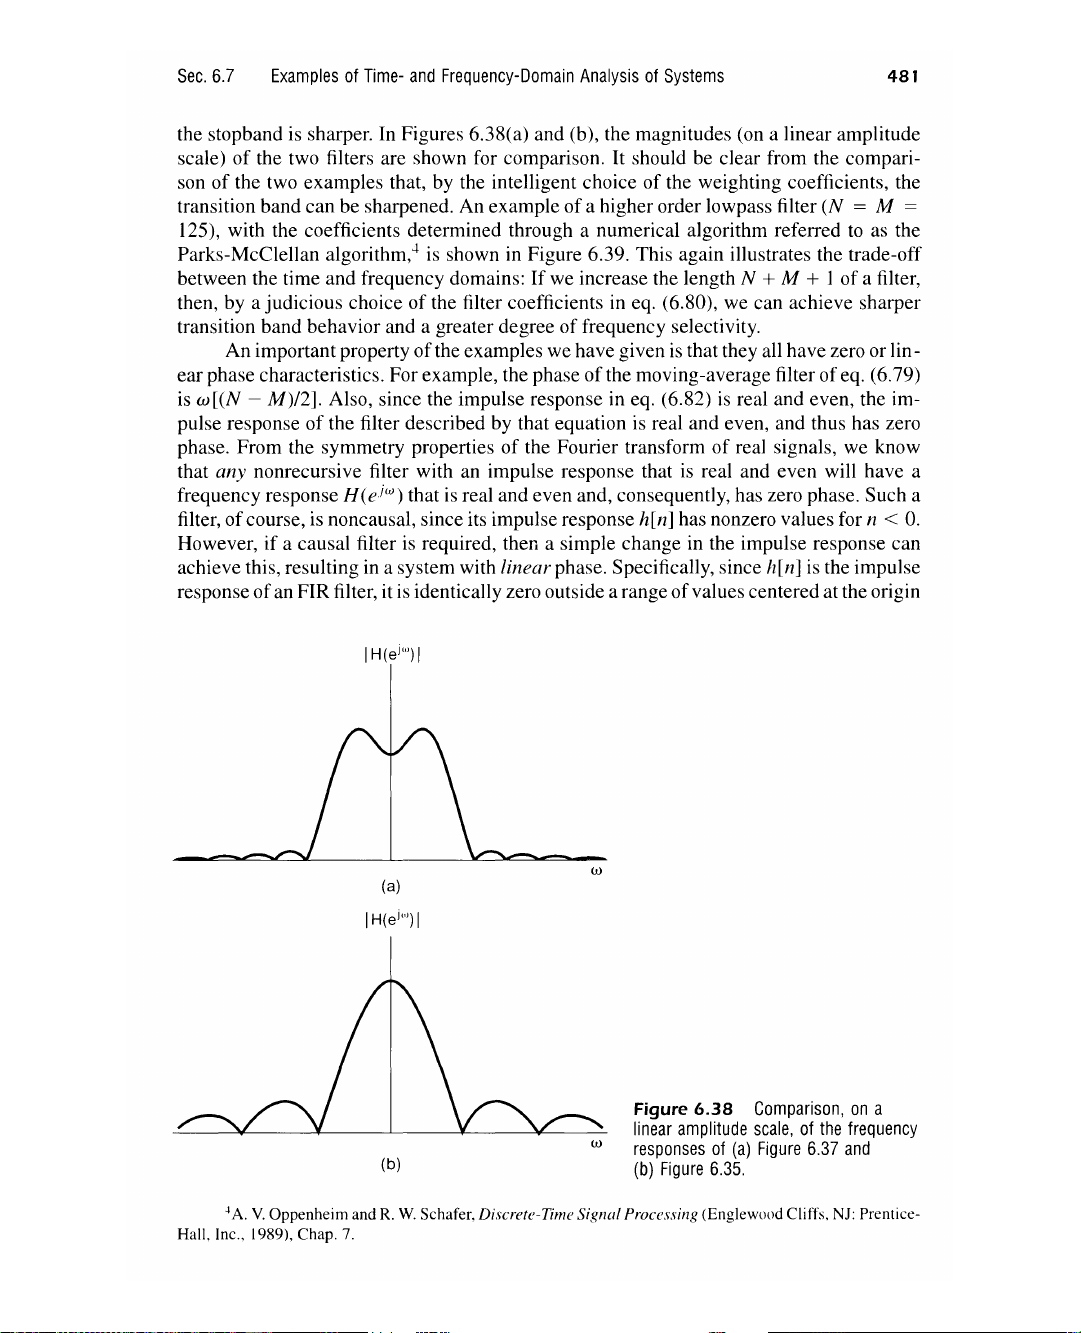 Sec. 6.7 Examples of Time- and Frequency-Domain Analysis of Systems 481
the stopband is sharper. In Figures 6.38(a) and (b), the magnitudes (on a linear amplitude
scale) of the two filters are shown for comparison. It should be clear from the compari-
son of the two examples that, by the intelligent choice of the weighting coefficients, the
transition band can be sharpened. An example of a higher order lowpass filter (N = M =
125), with the coefficients determined through a numerical algorithm referred to as the
Parks-McClellan algorithm,⁴ is shown in Figure 6.39. This again illustrates the trade-off
between the time and frequency domains: If we increase the length N + M + 1 of a filter,
then, by a judicious choice of the filter coefficients in eq. (6.80), we can achieve sharper
transition band behavior and a greater degree of frequency selectivity.
An important property of the examples we have given is that they all have zero or lin-
ear phase characteristics. For example, the phase of the moving-average filter of eq. (6.79)
is ω[(N − M)/2]. Also, since the impulse response in eq. (6.82) is real and even, the im-
pulse response of the filter described by that equation is real and even, and thus has zero
phase. From the symmetry properties of the Fourier transform of real signals, we know
that any nonrecursive filter with an impulse response that is real and even will have a
frequency response H(e^{jω}) that is real and even and, consequently, has zero phase. Such a
filter, of course, is noncausal, since its impulse response h[n] has nonzero values for n < 0.
However, if a causal filter is required, then a simple change in the impulse response can
achieve this, resulting in a system with linear phase. Specifically, since h[n] is the impulse
response of an FIR filter, it is identically zero outside a range of values centered at the origin
|H(e^{jω})|
ω
(a)
|H(e^{jω})|
ω
(b)
Figure 6.38 Comparison, on a
linear amplitude scale, of the frequency
responses of (a) Figure 6.37 and
(b) Figure 6.35.
⁴A. V. Oppenheim and R. W. Schafer, Discrete-Time Signal Processing (Englewood Cliffs, NJ: Prentice-
Hall, Inc., 1989), Chap. 7.